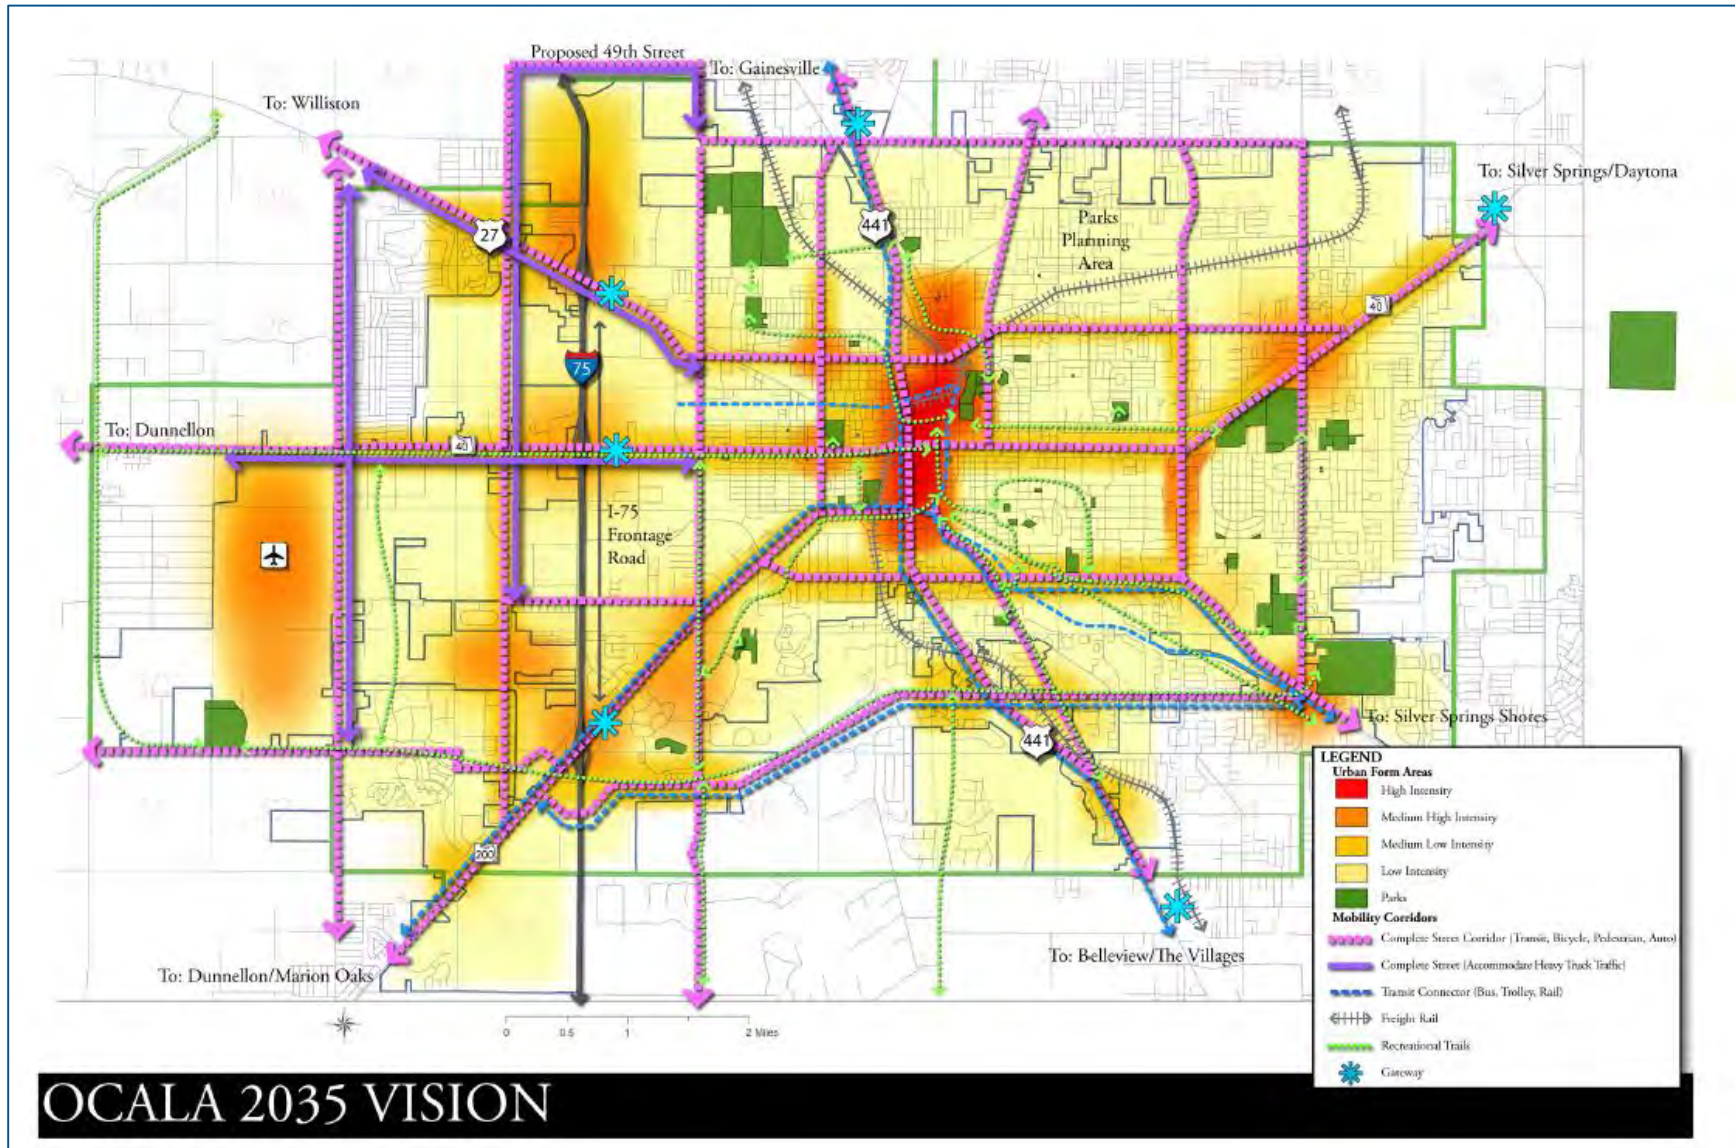 Proposed 49th Street
To: Gainesville
To: Williston
To: Silver Springs/Daytona
441
Parks
Planning
Area
27
40
75
To: Dunnellon
40
I-75
Frontage
Road
To: Silver Springs Shores
441
200
To: Belleview/The Villages
To: Dunnellon/Marion Oaks
0 0.5 1 2 Miles
LEGEND
Urban Form Areas
High Intensity
Medium High Intensity
Medium Low Intensity
Low Intensity
Parks
Mobility Corridors
Complete Street Corridor (Transit, Bicycle, Pedestrian, Auto)
Complete Street (Accommodate Heavy Truck Traffic)
Transit Connector (Bus, Trolley, Rail)
Freight Rail
Recreational Trails
Gateway
OCALA 2035 VISION